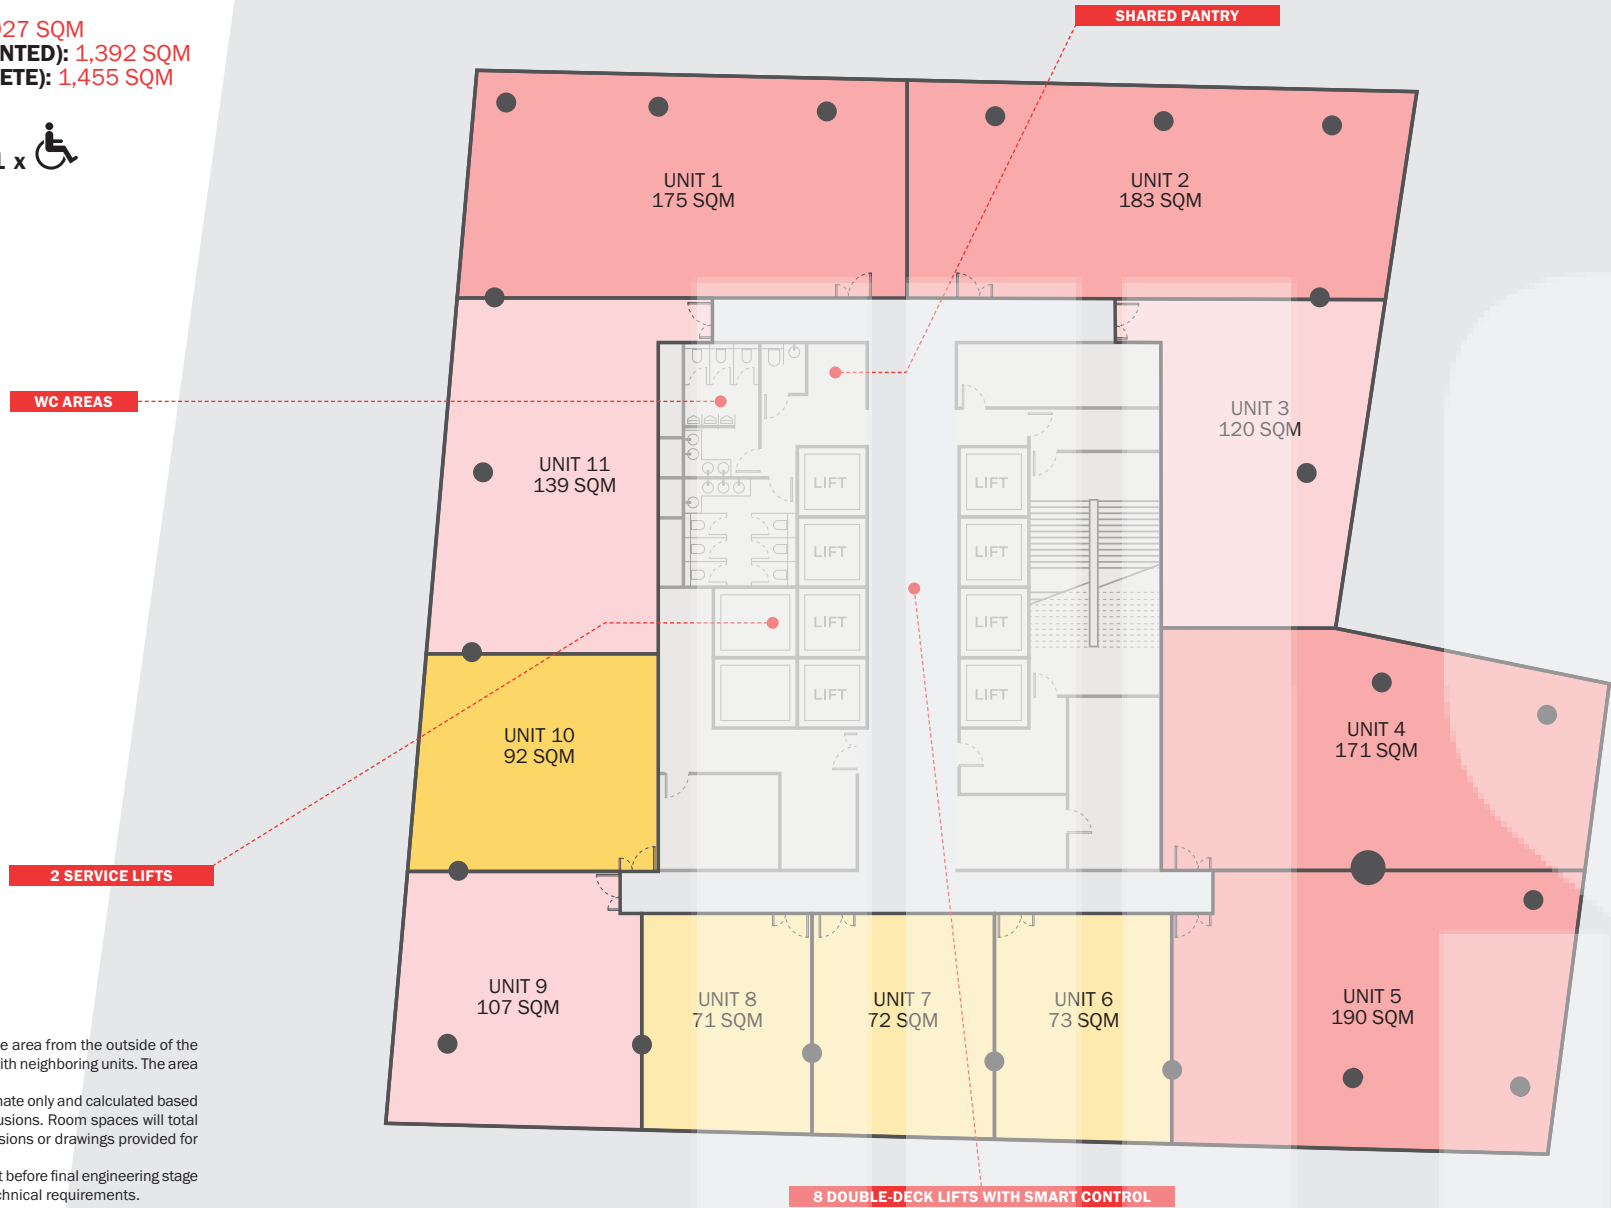 927 SQM
NTED): 1,392 SQM
ETE): 1,455 SQM
1 x
SHARED PANTRY
UNIT 1
175 SQM
UNIT 2
183 SQM
WC AREAS
UNIT 3
120 SQM
UNIT 11
139 SQM
LIFT
LIFT
LIFT
LIFT
LIFT
LIFT
LIFT
LIFT
UNIT 10
92 SQM
UNIT 4
171 SQM
2 SERVICE LIFTS
UNIT 9
107 SQM
UNIT 8
71 SQM
UNIT 7
72 SQM
UNIT 6
73 SQM
UNIT 5
190 SQM
e area from the outside of the
ith neighboring units. The area
nate only and calculated based
usions. Room spaces will total
sions or drawings provided for
t before final engineering stage
chnical requirements.
8 DOUBLE-DECK LIFTS WITH SMART CONTROL